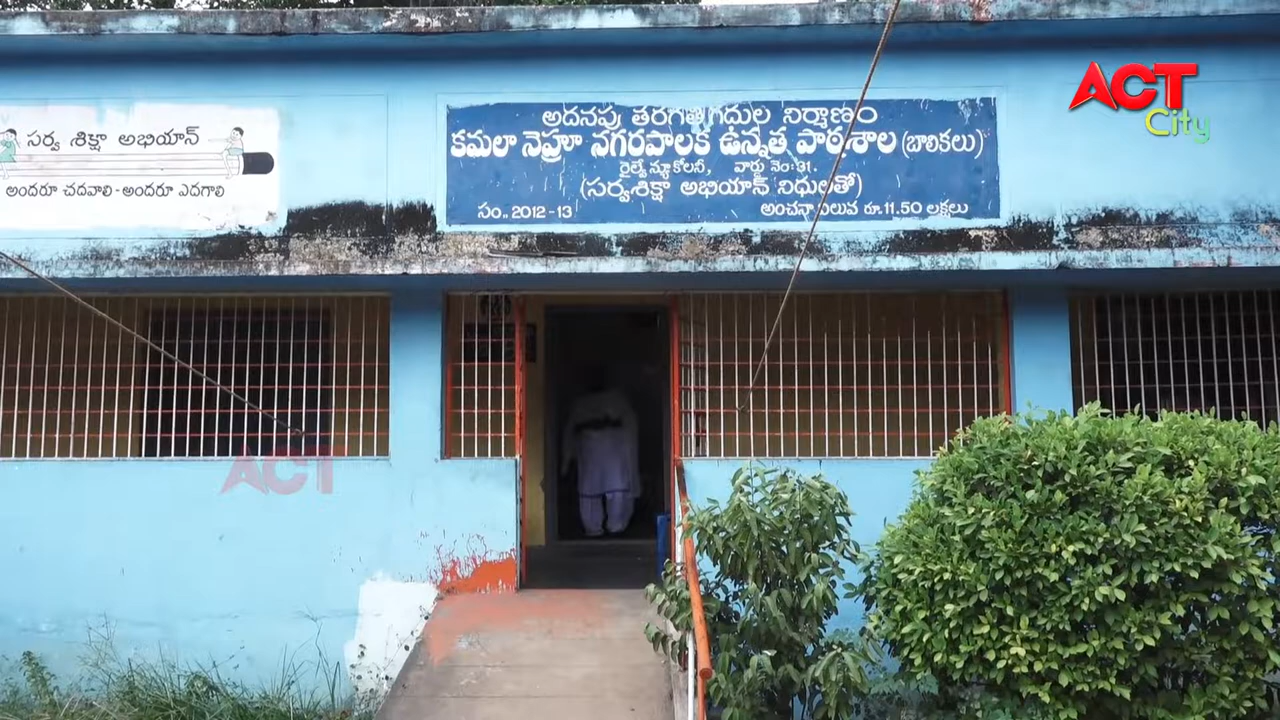 సర్వ శిక్షా అభియాన్
అందరూ చదవాలి - అందరూ ఎదగాలి
అదనపు తరగతిగదుల నిర్మాణం
కమలా నెహ్రూ నగరపాలక ఉన్నత పాఠశాల (బాలికలు)
రైల్వే న్యూ కోలనీ, వార్డు నెం: 31.
(సర్వశిక్షా అభియాన్ నిధులతో)
సం.. 2012-13 అంచనా విలువ రూ.11.50 లక్షలు
ACT
City
ACT